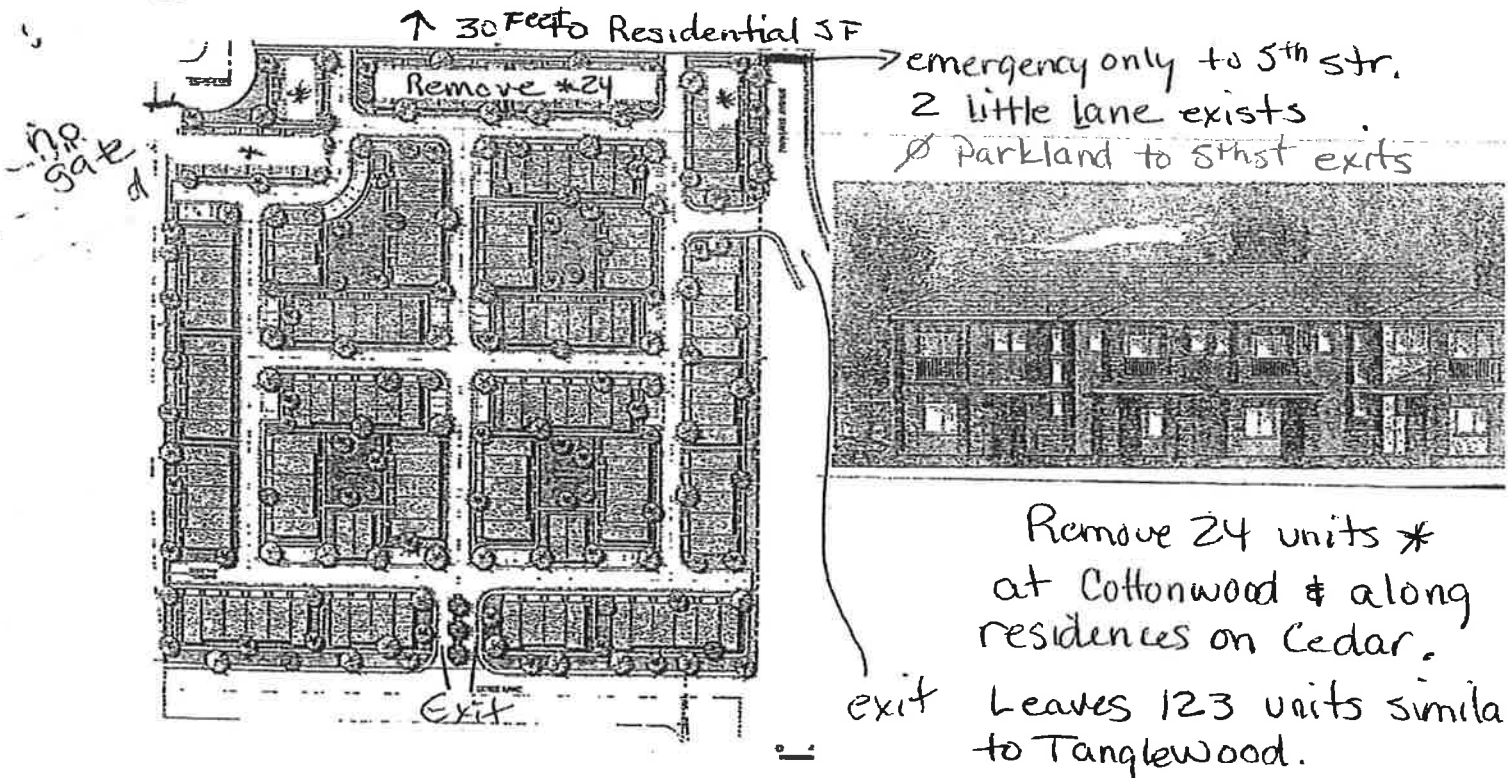 ↑ 30 Feet to Residential SF
Remove *24
*
*
*
→ emergency only to 5th str.
2 little lane exists
Ø Parkland to 5th st exits
gate
Remove 24 units *
at Cottonwood & along
residences on Cedar.
exit Leaves 123 units simila
to Tanglewood.
Exit